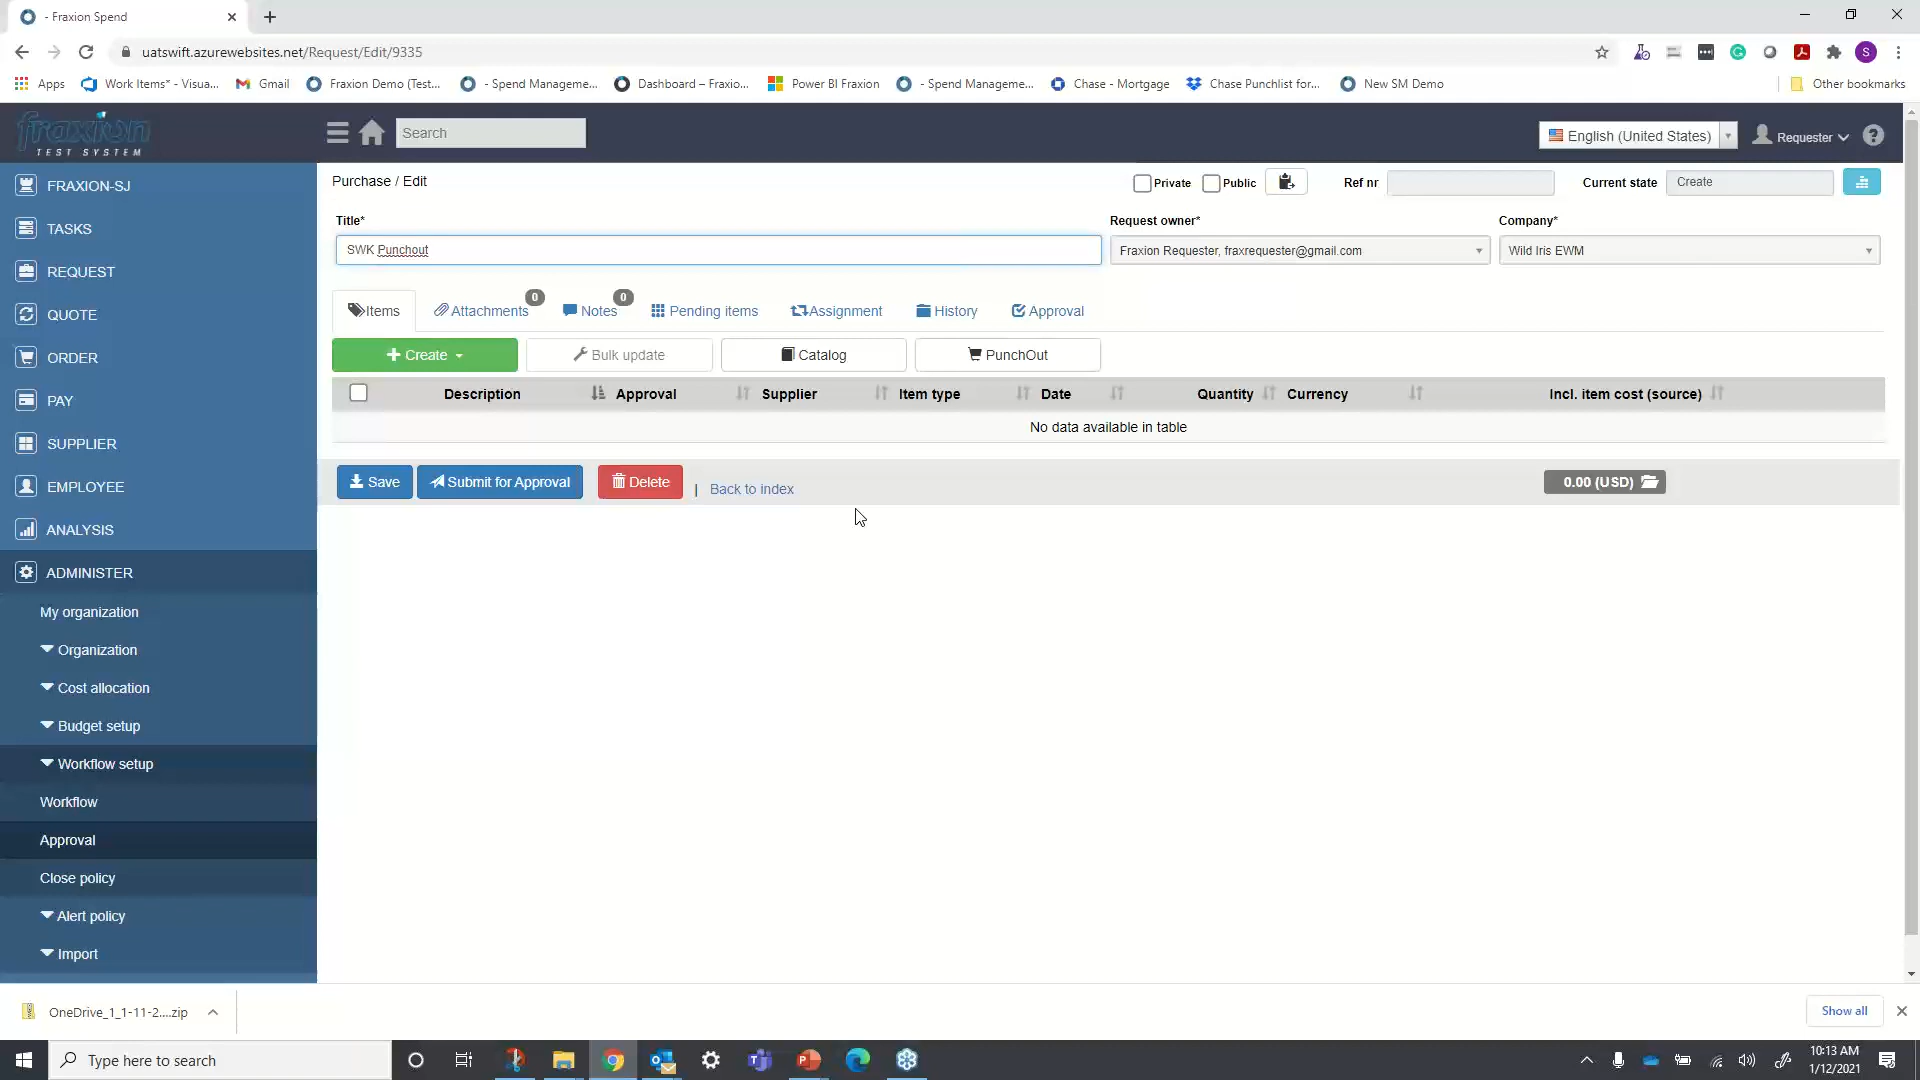 - Fraxion Spend
uatswift.azurewebsites.net/Request/Edit/9335
S
Apps
Work Items* - Visua...
Gmail
Fraxion Demo (Test...
- Spend Manageme...
Dashboard – Fraxio...
Power BI Fraxion
- Spend Manageme...
Chase - Mortgage
Chase Punchlist for...
New SM Demo
Other bookmarks
fraxion
TEST SYSTEM
Search
English (United States)
Requester
FRAXION-SJ
TASKS
REQUEST
QUOTE
ORDER
PAY
SUPPLIER
EMPLOYEE
ANALYSIS
ADMINISTER
My organization
Organization
Cost allocation
Budget setup
Workflow setup
Workflow
Approval
Close policy
Alert policy
Import
Purchase / Edit
Private
Public
Ref nr
Current state
Create
Title*
Request owner*
Company*
SWK Punchout
Fraxion Requester, fraxrequester@gmail.com
Wild Iris EWM
Items
Attachments
0
Notes
0
Pending items
Assignment
History
Approval
Create
Bulk update
Catalog
PunchOut
Description
Approval
Supplier
Item type
Date
Quantity
Currency
Incl. item cost (source)
No data available in table
Save
Submit for Approval
Delete
| Back to index
0.00 (USD)
OneDrive_1_1-11-2....zip
Show all
Type here to search
10:13 AM
1/12/2021